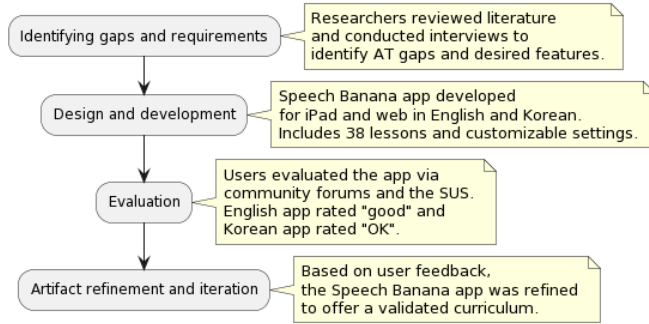 Identifying gaps and requirements
Researchers reviewed literature
and conducted interviews to
identify AT gaps and desired features.
Design and development
Speech Banana app developed
for iPad and web in English and Korean.
Includes 38 lessons and customizable settings.
Evaluation
Users evaluated the app via
community forums and the SUS.
English app rated "good" and
Korean app rated "OK".
Artifact refinement and iteration
Based on user feedback,
the Speech Banana app was refined
to offer a validated curriculum.